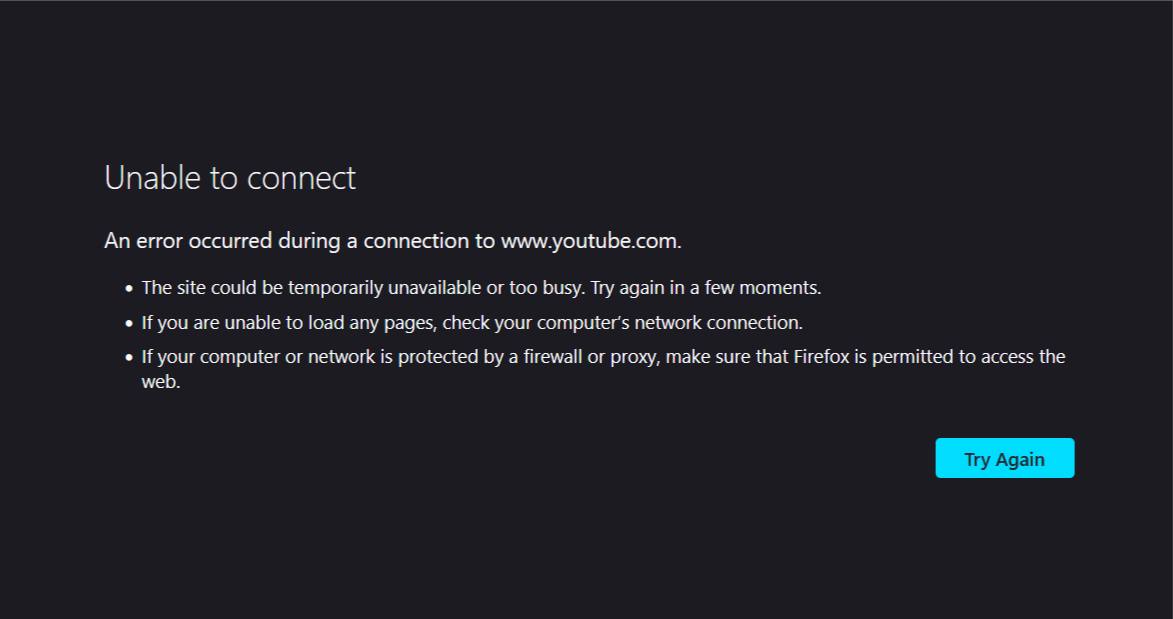 Unable to connect
An error occurred during a connection to www.youtube.com.
• The site could be temporarily unavailable or too busy. Try again in a few moments.
• If you are unable to load any pages, check your computer’s network connection.
• If your computer or network is protected by a firewall or proxy, make sure that Firefox is permitted to access the
web.
Try Again